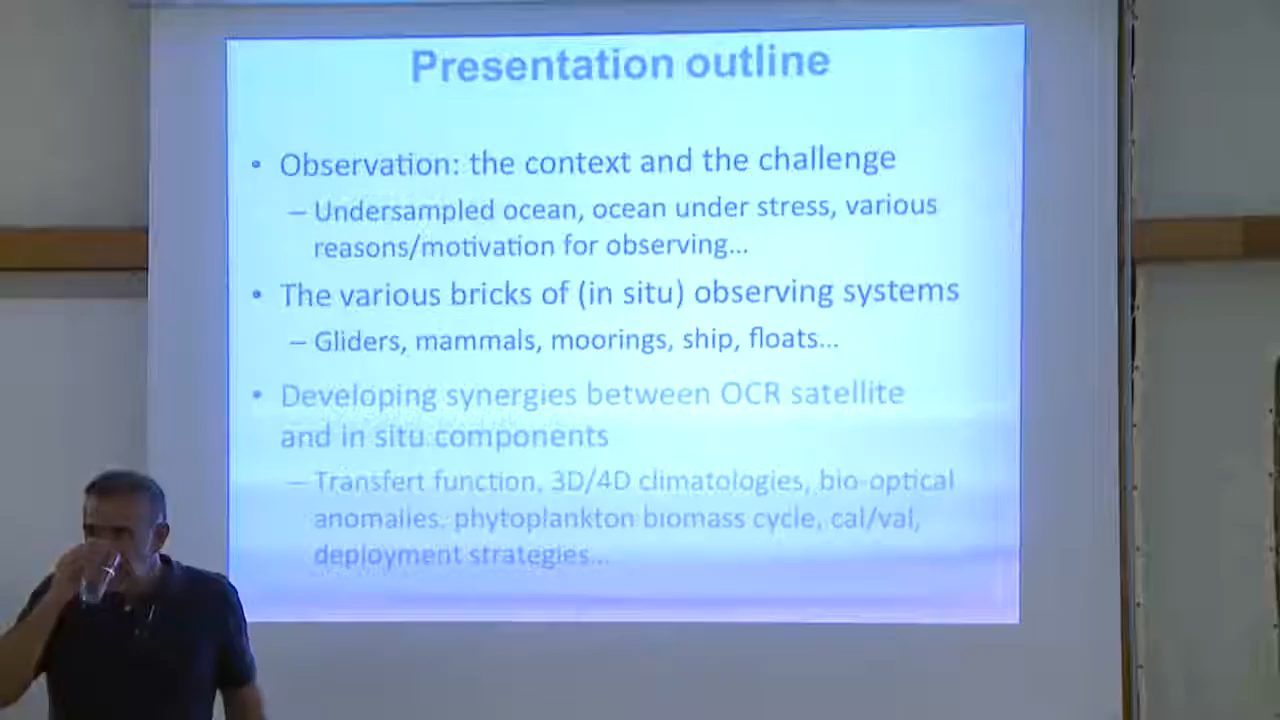 Presentation outline
• Observation: the context and the challenge
– Undersampled ocean, ocean under stress, various
reasons/motivation for observing...
• The various bricks of (in situ) observing systems
– Gliders, mammals, moorings, ship, floats...
• Developing synergies between OCR satellite
and in situ components
– Transfert function, 3D/4D climatologies, bio-optical
anomalies, phytoplankton biomass cycle, cal/val,
deployment strategies...